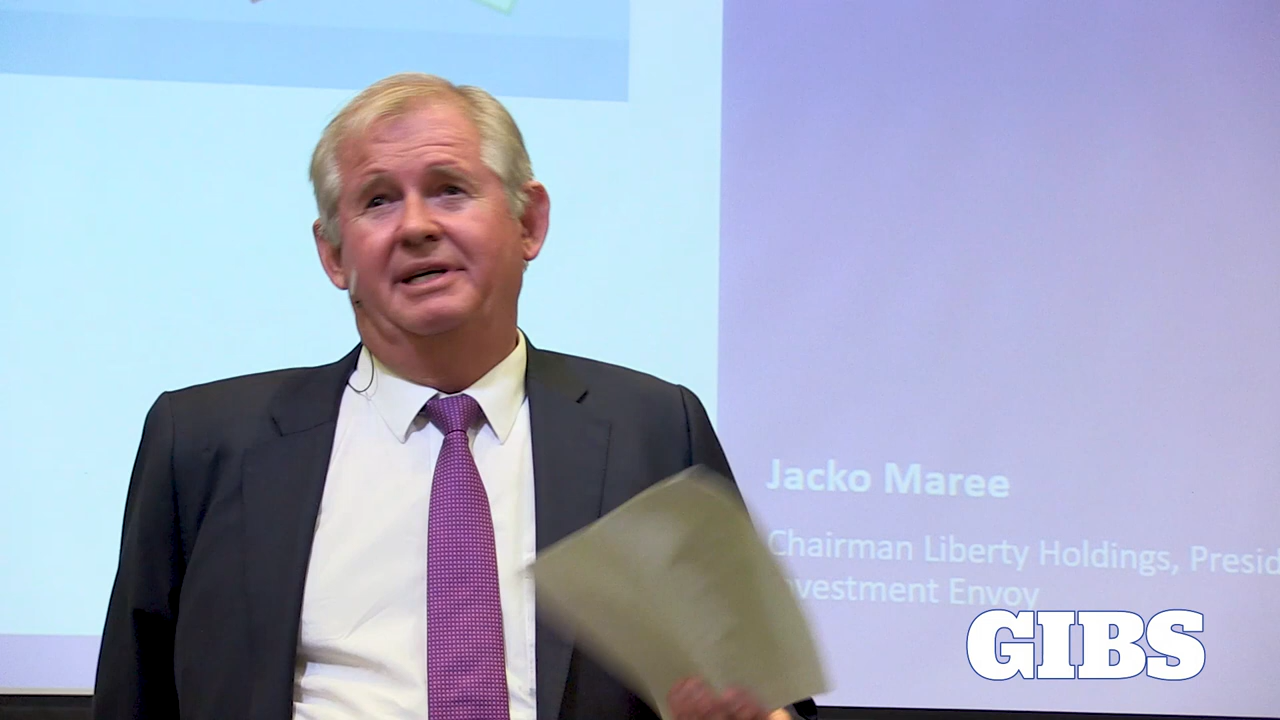 Jacko Maree
Chairman Liberty Holdings, Presid
nvestment Envoy
GIBS